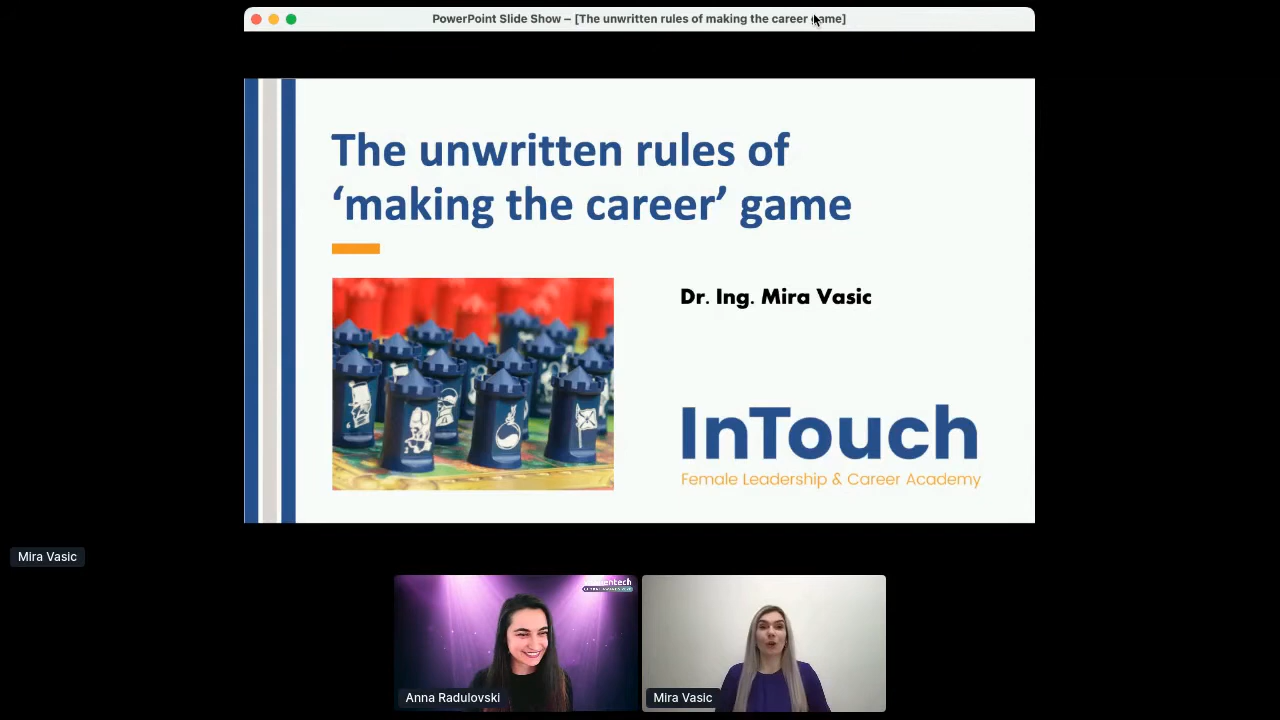 PowerPoint Slide Show – [The unwritten rules of making the career game]
The unwritten rules of
‘making the career’ game
Dr. Ing. Mira Vasic
InTouch
Female Leadership & Career Academy
Mira Vasic
Anna Radulovski
Mira Vasic